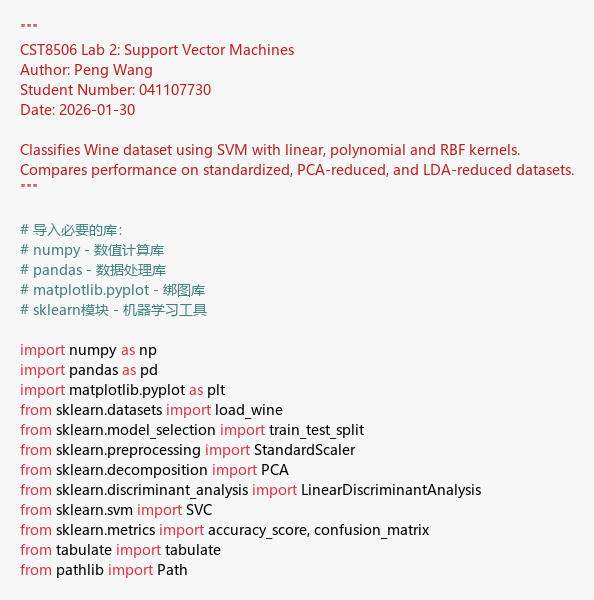 """
CST8506 Lab 2: Support Vector Machines
Author: Peng Wang
Student Number: 041107730
Date: 2026-01-30
Classifies Wine dataset using SVM with linear, polynomial and RBF kernels.
Compares performance on standardized, PCA-reduced, and LDA-reduced datasets.
"""
# 导入必要的库：
# numpy - 数值计算库
# pandas - 数据处理库
# matplotlib.pyplot - 绑图库
# sklearn模块 - 机器学习工具
import numpy as np
import pandas as pd
import matplotlib.pyplot as plt
from sklearn.datasets import load_wine
from sklearn.model_selection import train_test_split
from sklearn.preprocessing import StandardScaler
from sklearn.decomposition import PCA
from sklearn.discriminant_analysis import LinearDiscriminantAnalysis
from sklearn.svm import SVC
from sklearn.metrics import accuracy_score, confusion_matrix
from tabulate import tabulate
from pathlib import Path